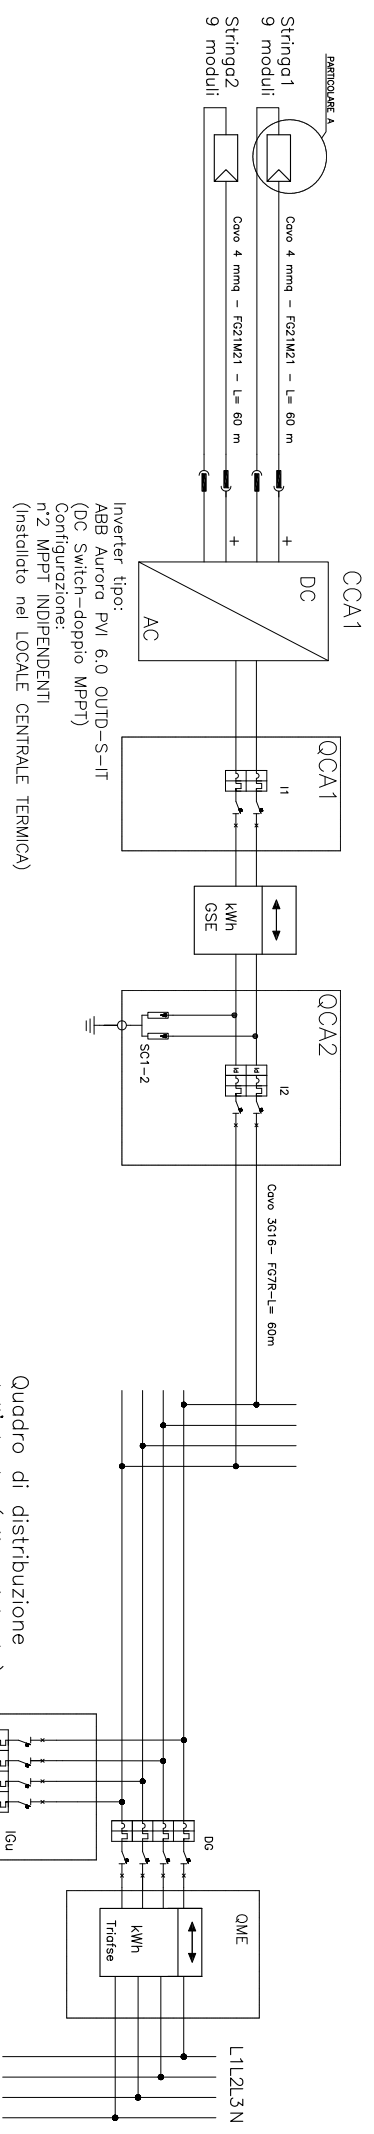 PARTICOLARE A
Stringa1
9 moduli
Stringa2
9 moduli
Cavo 4 mmq - FG21M21 - L= 60 m
Cavo 4 mmq - FG21M21 - L= 60 m
+
+
CCA1
DC
AC
Inverter tipo:
ABB Aurora PVI 6.0 OUTD-S-IT
(DC Switch-doppio MPPT)
Configurazione:
n°2 MPPT INDIPENDENTI
(Installato nel LOCALE CENTRALE TERMICA)
QCA1
I1
kWh
GSE
QCA2
I2
Id
Id
SC1-2
Cavo 3G16- FG7R-L= 60m
Quadro di distribuzione
IGu
DG
QME
kWh
Triafse
L1L2L3N